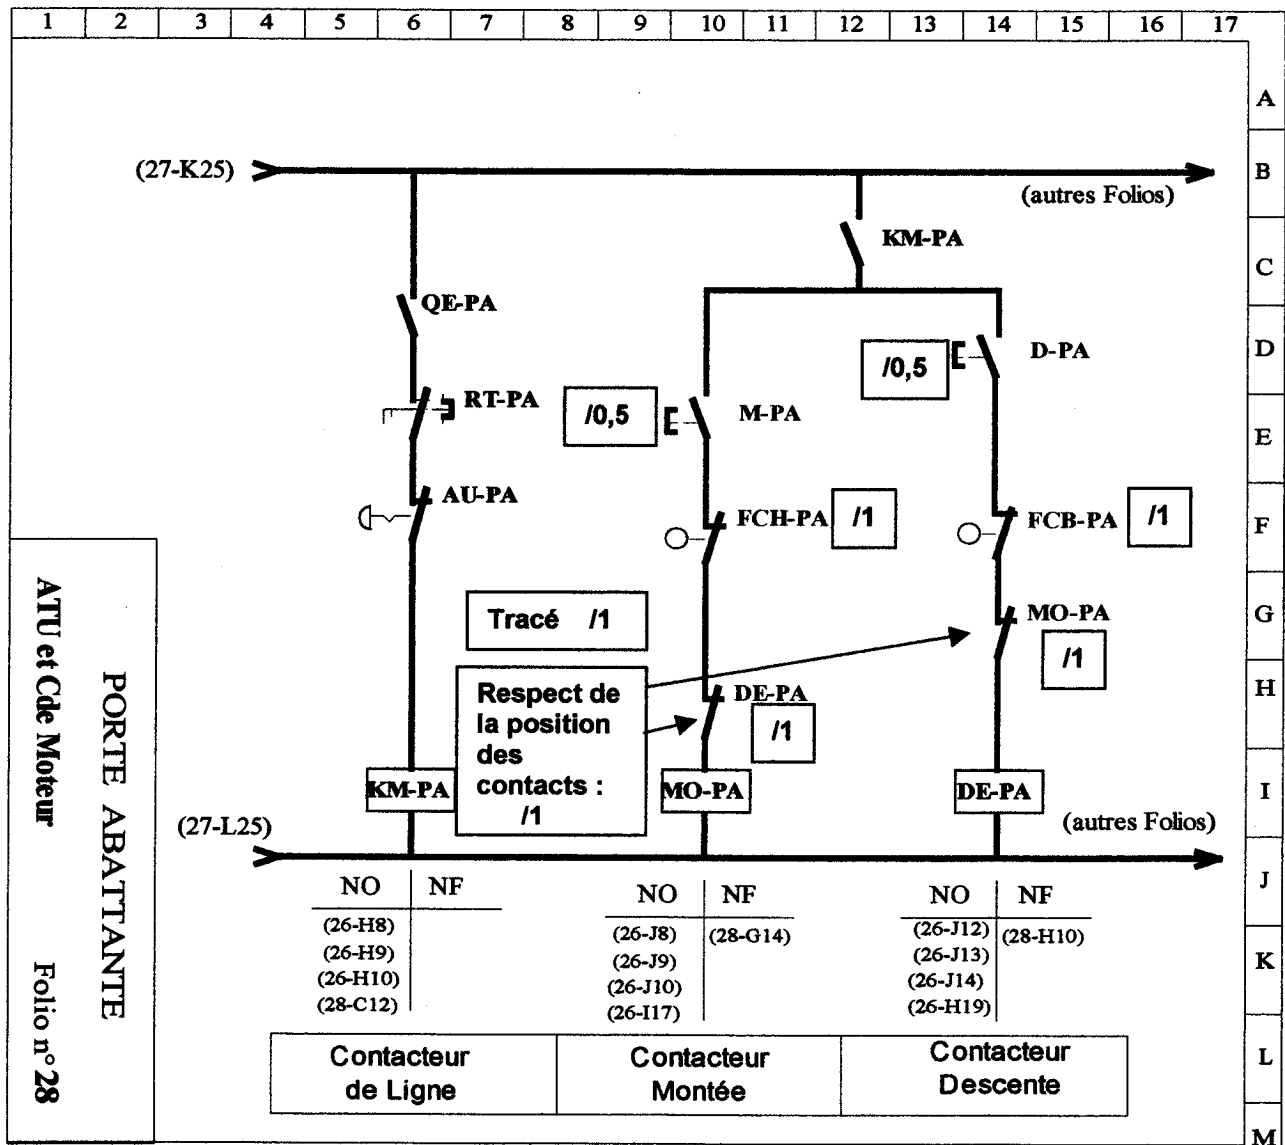 1 2 3 4 5 6 7 8 9 10 11 12 13 14 15 16 17
A
(27-K25)
B
(autres Folios)
KM-PA
C
QE-PA
/0,5
D-PA
D
RT-PA
/0,5
M-PA
E
AU-PA
FCH-PA
/1
FCB-PA
/1
F
Tracé /1
MO-PA
/1
G
Respect de
la position
des
contacts :
/1
DE-PA
/1
H
KM-PA
MO-PA
DE-PA
I
(27-L25)
(autres Folios)
J
NO NF
(26-H8)
(26-H9)
(26-H10)
(28-C12)
NO NF
(26-J8) (28-G14)
(26-J9)
(26-J10)
(26-I17)
NO NF
(26-J12) (28-H10)
(26-J13)
(26-J14)
(26-H19)
K
Contacteur
de Ligne
Contacteur
Montée
Contacteur
Descente
L
M
PORTE ABATTANTE
ATU et Cde Moteur
Folio n° 28